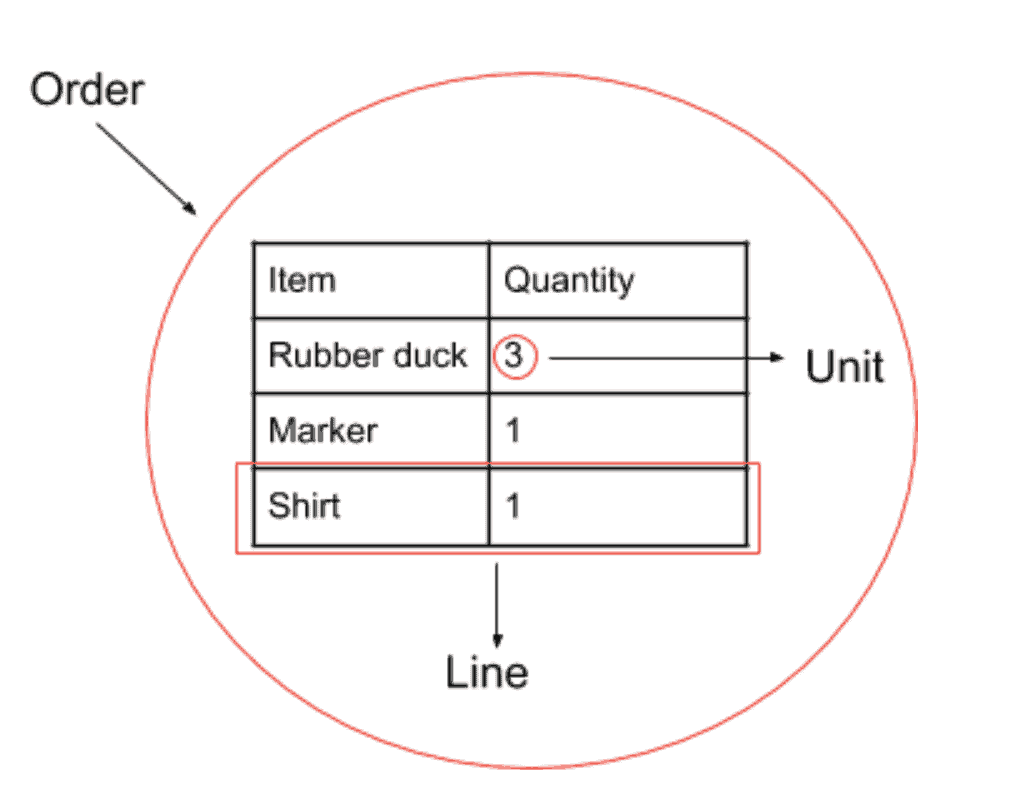 Order
Item Quantity
Rubber duck 3
Unit
Marker 1
Shirt 1
Line